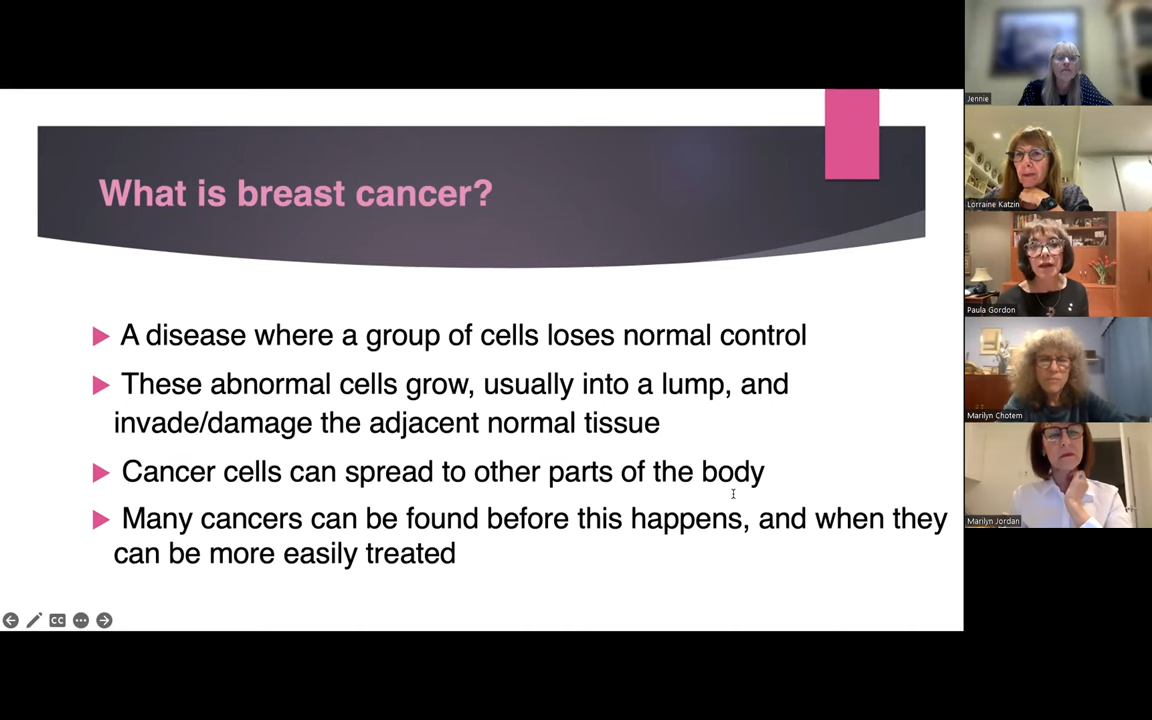 What is breast cancer?
A disease where a group of cells loses normal control
These abnormal cells grow, usually into a lump, and
invade/damage the adjacent normal tissue
Cancer cells can spread to other parts of the body
Many cancers can be found before this happens, and when they
can be more easily treated
CC
Jennie
Lorraine Katzin
Paula Gordon
Marilyn Chotem
Marilyn Jordan